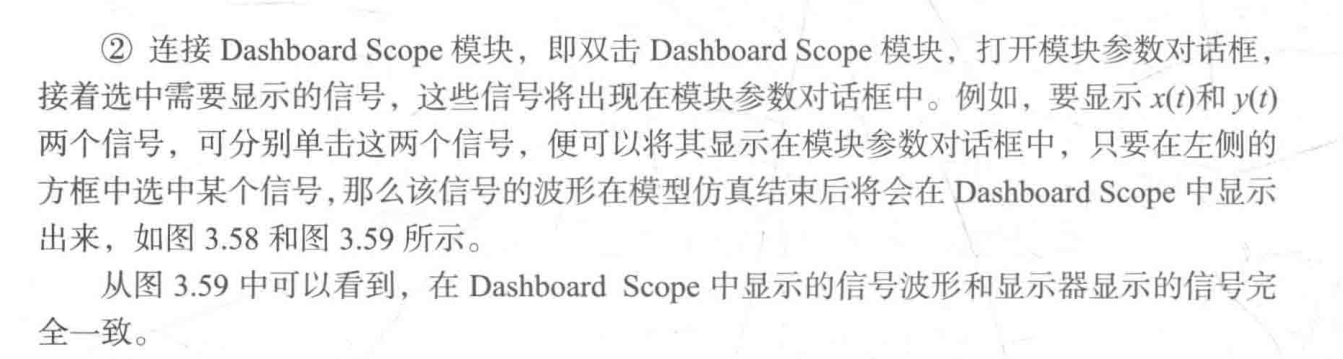 ② 连接 Dashboard Scope 模块，即双击 Dashboard Scope 模块，打开模块参数对话框，
接着选中需要显示的信号，这些信号将出现在模块参数对话框中。例如，要显示 x(t)和 y(t)
两个信号，可分别单击这两个信号，便可以将其显示在模块参数对话框中，只要在左侧的
方框中选中某个信号，那么该信号的波形在模型仿真结束后将会在 Dashboard Scope 中显示
出来，如图 3.58 和图 3.59 所示。
从图 3.59 中可以看到，在 Dashboard Scope 中显示的信号波形和显示器显示的信号完
全一致。